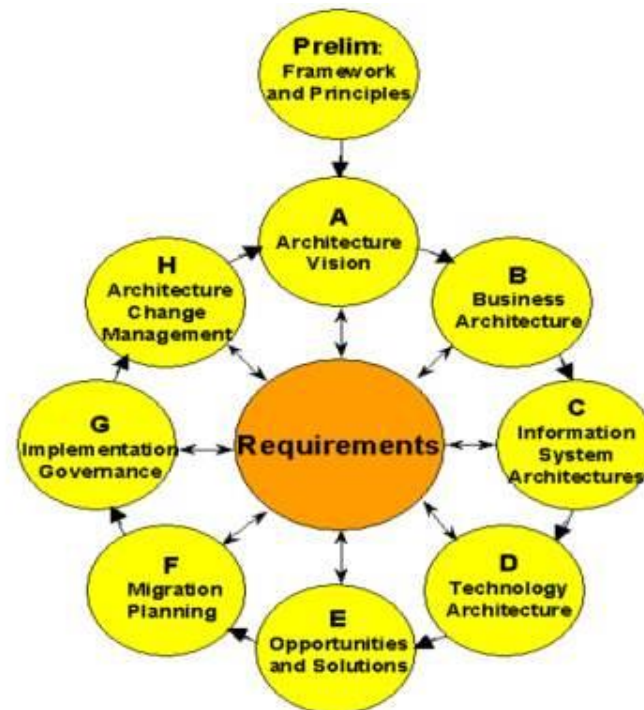 Prelim:
Framework
and Principles
A
Architecture
Vision
B
Business
Architecture
C
Information
System
Architectures
D
Technology
Architecture
E
Opportunities
and Solutions
F
Migration
Planning
G
Implementation
Governance
H
Architecture
Change
Management
Requirements